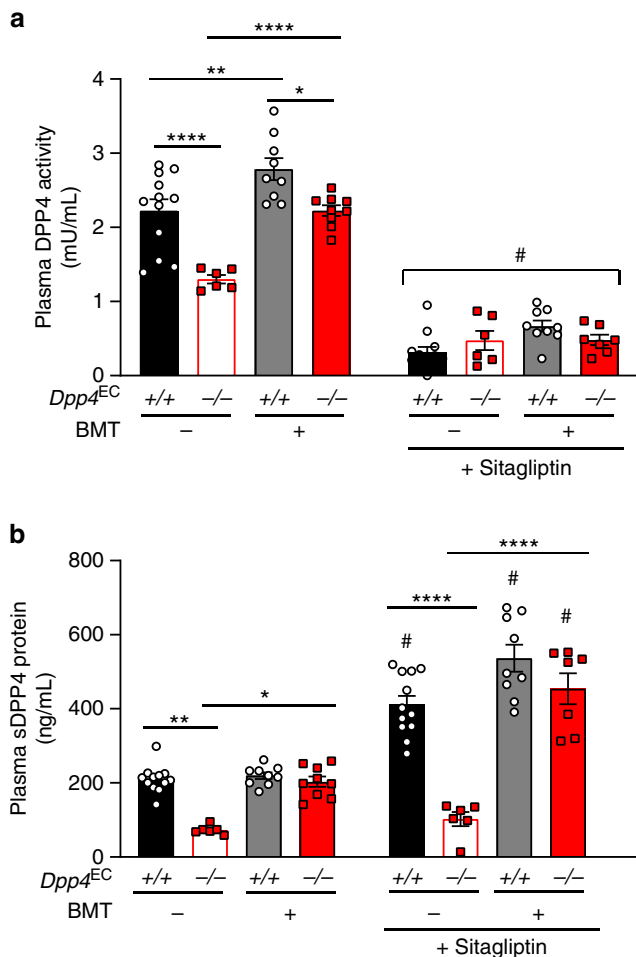 a
****
**
*
****
#
4
3
2
1
0
Plasma DPP4 activity
(mU/mL)
Dpp4EC +/+ −/− +/+ −/− +/+ −/− +/+ −/−
BMT − + − +
+ Sitagliptin
b
800
600
400
200
0
Plasma sDPP4 protein
(ng/mL)
****
#
****
#
#
*
**
Dpp4EC +/+ −/− +/+ −/− +/+ −/− +/+ −/−
BMT − + − +
+ Sitagliptin